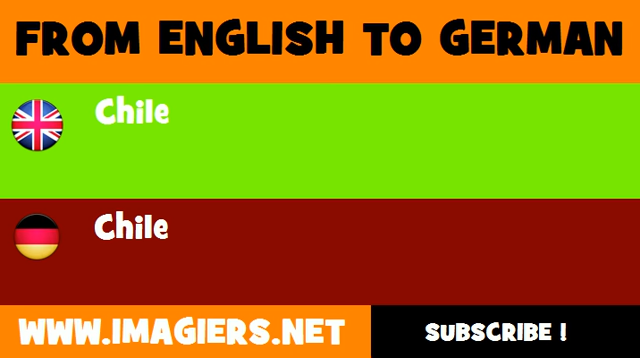 FROM ENGLISH TO GERMAN
Chile
Chile
WWW.IMAGIERS.NET
SUBSCRIBE !